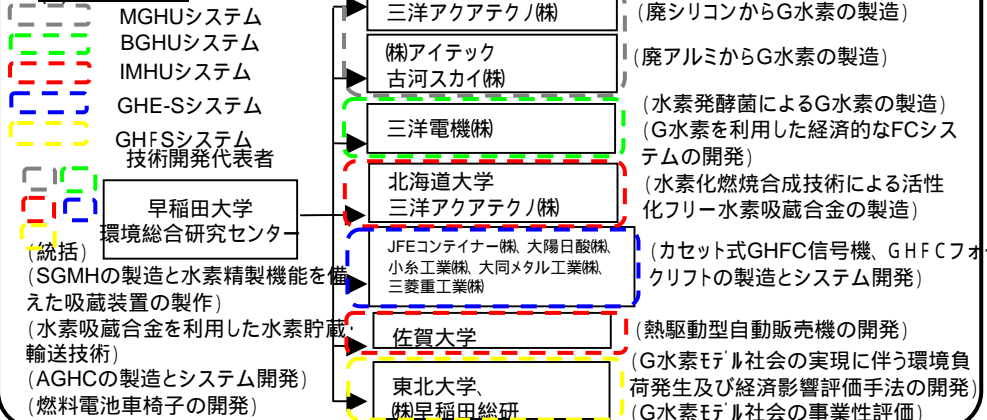 MGHUシステム
BGHUシステム
IMHUシステム
GHE-Sシステム
GHFSシステム
技術開発代表者
早稲田大学
環境総合研究センター
(統括)
(SGMHの製造と水素精製機能を備
えた吸蔵装置の製作)
(水素吸蔵合金を利用した水素貯蔵・
輸送技術)
(AGHCの製造とシステム開発)
(燃料電池車椅子の開発)
三洋アクアテクノ㈱
㈱アイテック
古河スカイ㈱
三洋電機㈱
北海道大学
三洋アクアテクノ㈱
JFEコンテイナー㈱、大陽日酸㈱、
小糸工業㈱、大同メタル工業㈱、
三菱重工業㈱
佐賀大学
東北大学、
㈱早稲田総研
(廃シリコンからG水素の製造)
(廃アルミからG水素の製造)
(水素発酵菌によるG水素の製造)
(G水素を利用した経済的なFCシス
テムの開発)
(水素化燃焼合成技術による活性
化フリー水素吸蔵合金の製造)
(カセット式GHFC信号機、GHFCフォー
クリフトの製造とシステム開発)
(熱駆動型自動販売機の開発)
(G水素ﾓﾃﾞﾙ社会の実現に伴う環境負
荷発生及び経済影響評価手法の開発)
(G水素ﾓﾃﾞﾙ社会の事業性評価)